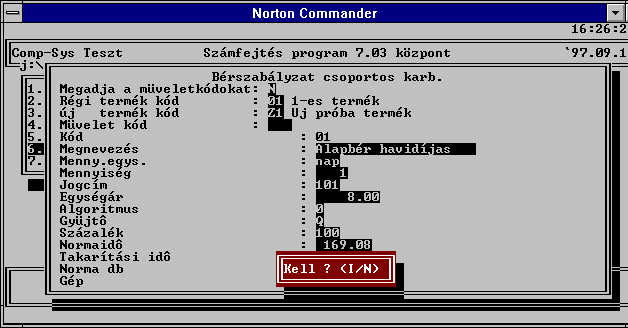 Norton Commander
16:26:2
Comp-Sys Teszt Számfejtés program 7.03 központ `97.09.1
j:\
Bérszabályzat csoportos karb.
1. Megadja a müveletkódokat: N
2. Régi termék kód : 01 1-es termék
3. új termék kód : Z1 Uj próba termék
4. Müvelet kód :
5. Kód : 01
6. Megnevezés : Alapbér havidíjas
7. Menny.egys. : nap
Mennyiség : 1
Jogcím : 101
Egységár : 8.00
Algoritmus : 0
Gyüjtô : Q
Százalék : 100
Normaidô : 169.08
Takarítási idô
Norma db
Gép
Kell ? (I/N)